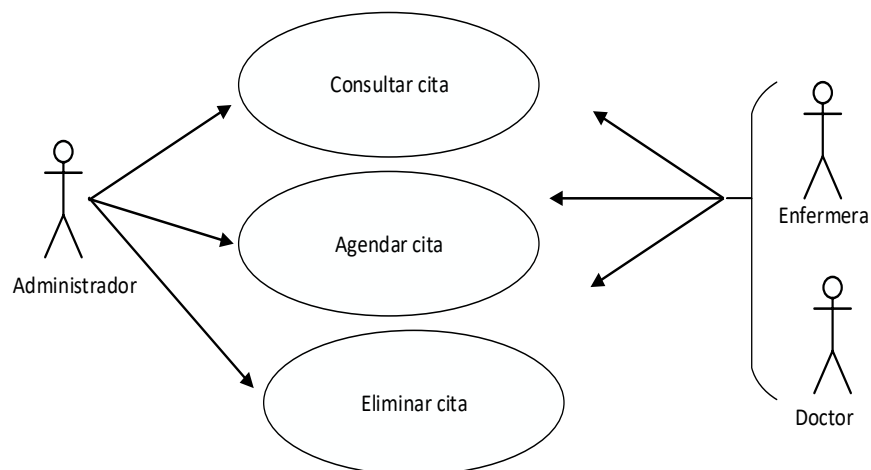 Consultar cita
Enfermera
Agendar cita
Administrador
Eliminar cita
Doctor